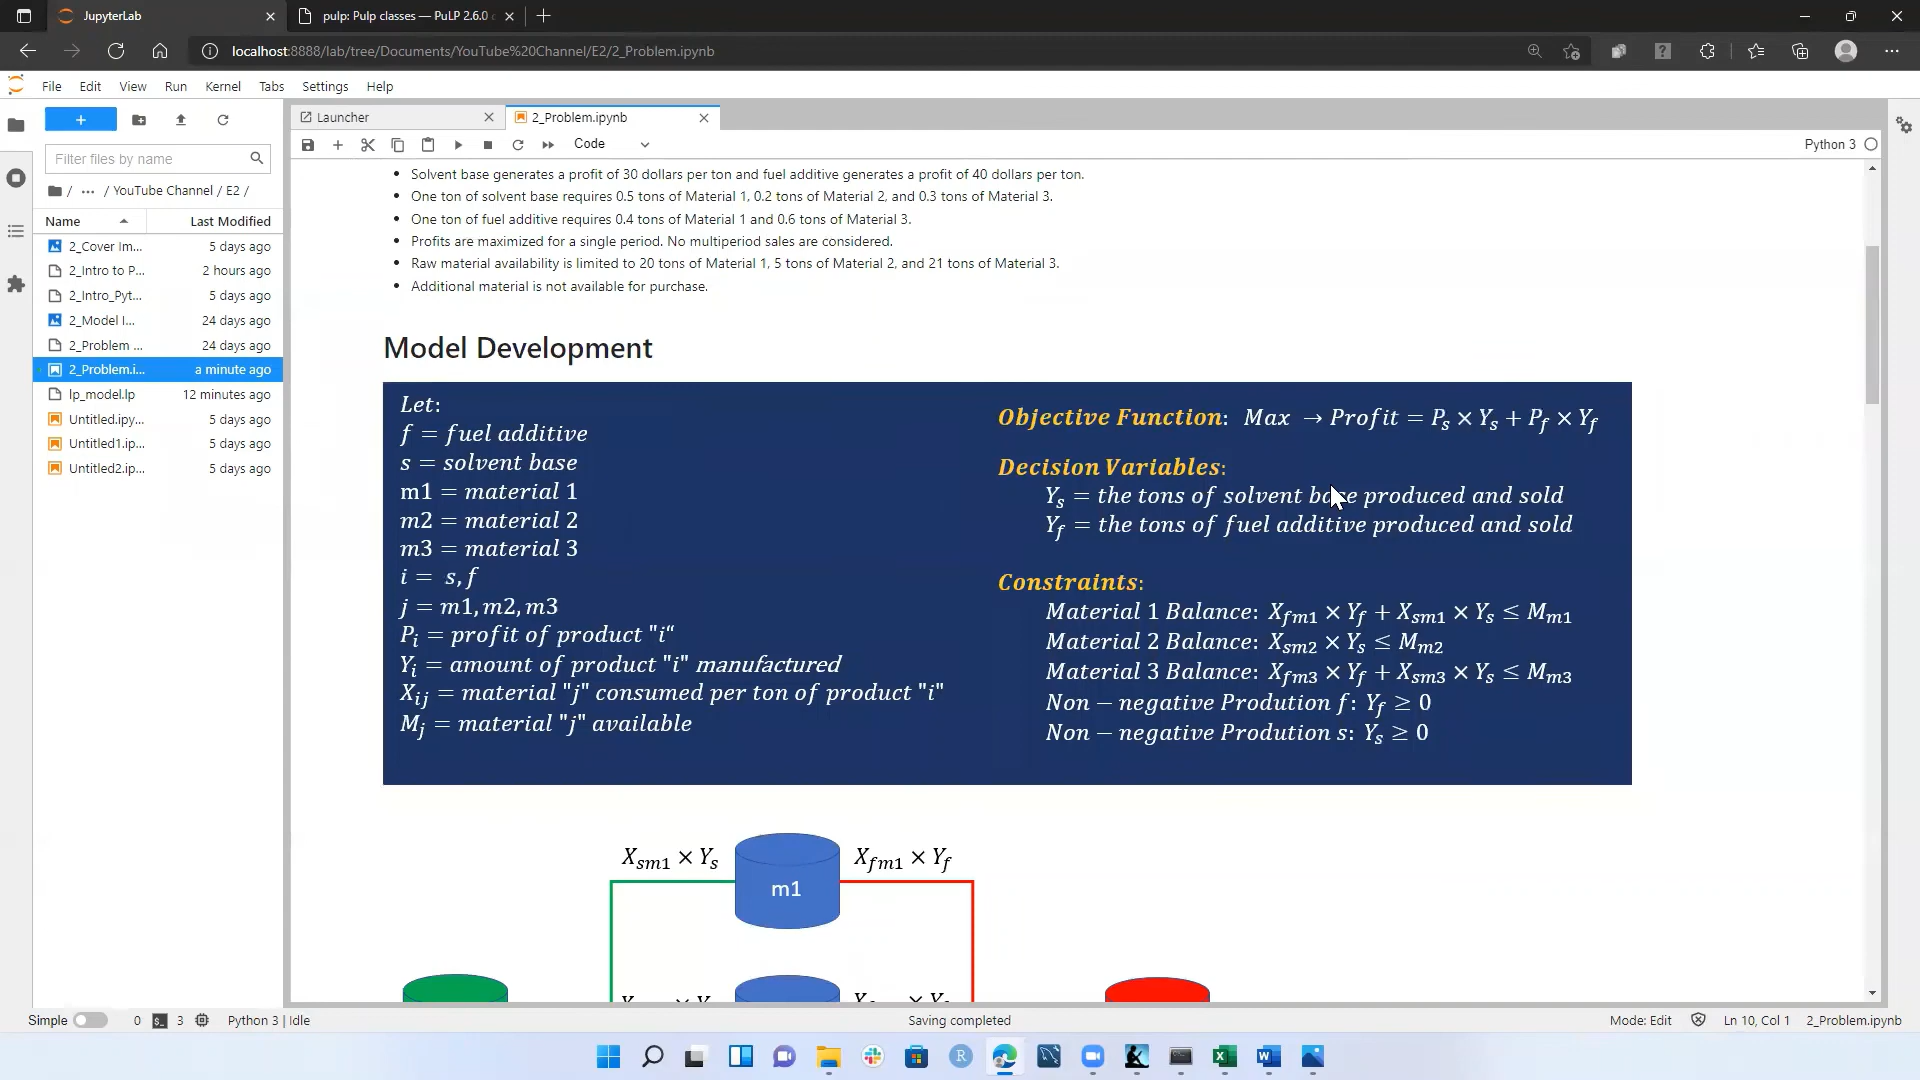 JupyterLab
pulp: Pulp classes — PuLP 2.6.0
localhost:8888/lab/tree/Documents/YouTube%20Channel/E2/2_Problem.ipynb
File Edit View Run Kernel Tabs Settings Help
Launcher
2_Problem.ipynb
Code
Python 3
Filter files by name
/ ··· / YouTube Channel / E2 /
Name Last Modified
2_Cover Im... 5 days ago
2_Intro to P... 2 hours ago
2_Intro_Pyt... 5 days ago
2_Model I... 24 days ago
2_Problem ... 24 days ago
2_Problem.i... a minute ago
lp_model.lp 12 minutes ago
Untitled.ipy... 5 days ago
Untitled1.ip... 5 days ago
Untitled2.ip... 5 days ago
• Solvent base generates a profit of 30 dollars per ton and fuel additive generates a profit of 40 dollars per ton.
• One ton of solvent base requires 0.5 tons of Material 1, 0.2 tons of Material 2, and 0.3 tons of Material 3.
• One ton of fuel additive requires 0.4 tons of Material 1 and 0.6 tons of Material 3.
• Profits are maximized for a single period. No multiperiod sales are considered.
• Raw material availability is limited to 20 tons of Material 1, 5 tons of Material 2, and 21 tons of Material 3.
• Additional material is not available for purchase.
Model Development
Let:
f = fuel additive
s = solvent base
m1 = material 1
m2 = material 2
m3 = material 3
i = s, f
j = m1, m2, m3
P_i = profit of product "i"
Y_i = amount of product "i" manufactured
X_ij = material "j" consumed per ton of product "i"
M_j = material "j" available
Objective Function: Max → Profit = P_s × Y_s + P_f × Y_f
Decision Variables:
Y_s = the tons of solvent base produced and sold
Y_f = the tons of fuel additive produced and sold
Constraints:
Material 1 Balance: X_fm1 × Y_f + X_sm1 × Y_s ≤ M_m1
Material 2 Balance: X_sm2 × Y_s ≤ M_m2
Material 3 Balance: X_fm3 × Y_f + X_sm3 × Y_s ≤ M_m3
Non − negative Prodution f: Y_f ≥ 0
Non − negative Prodution s: Y_s ≥ 0
X_sm1 × Y_s
m1
X_fm1 × Y_f
Simple 0 3 Python 3 | Idle
Saving completed
Mode: Edit Ln 10, Col 1 2_Problem.ipynb